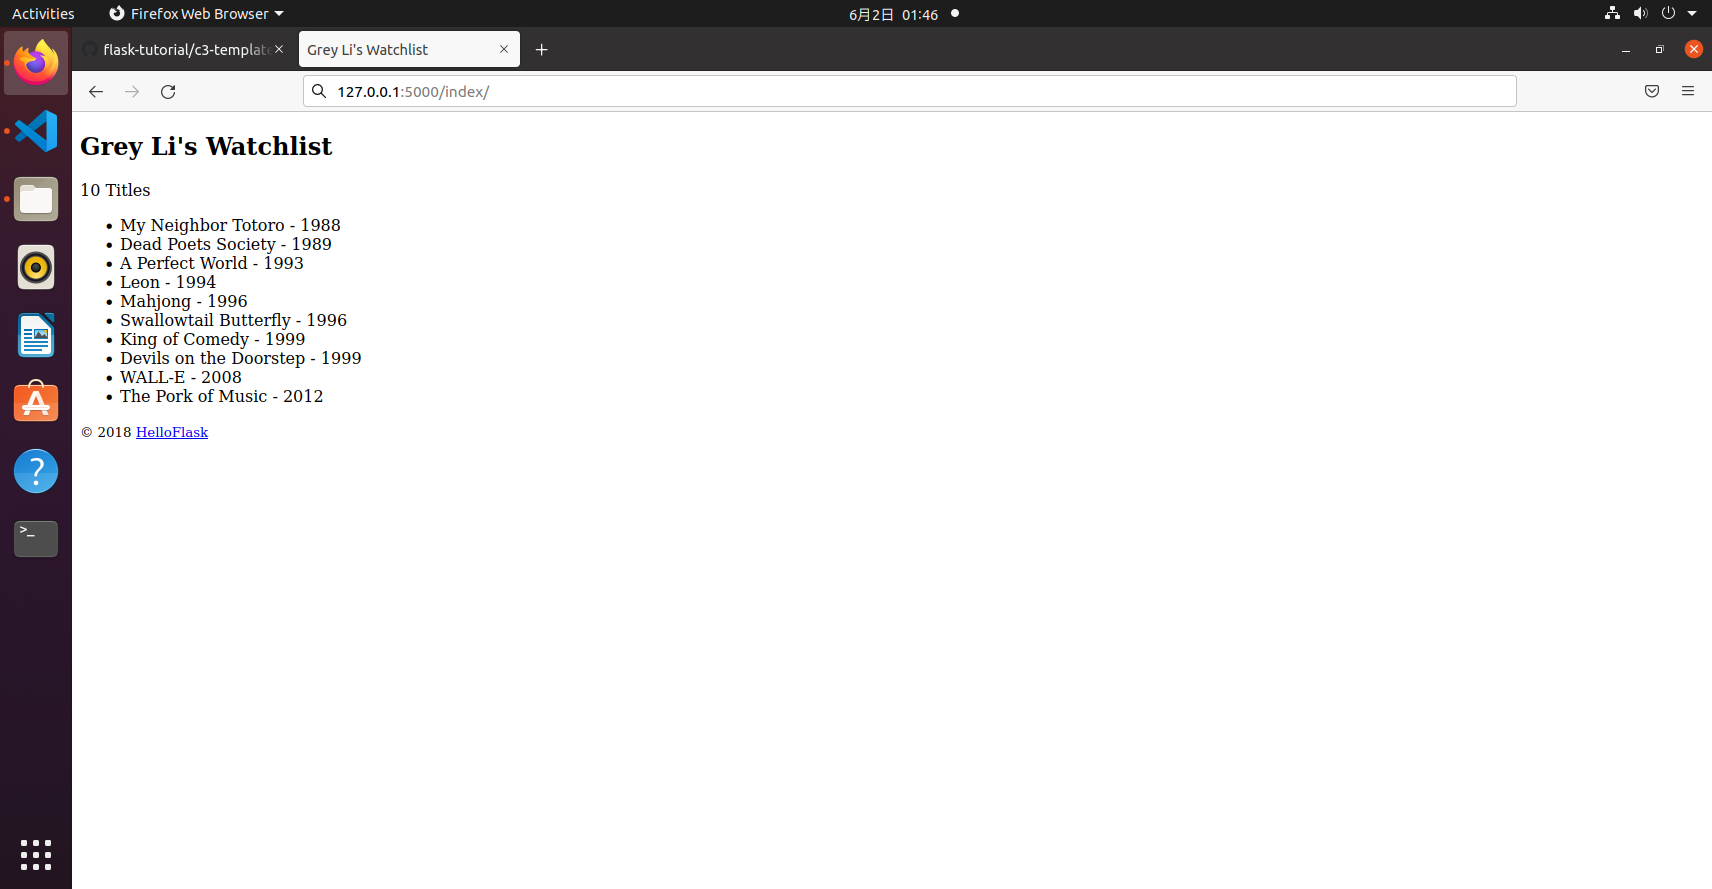 Activities Firefox Web Browser 6月2日 01:46
flask-tutorial/c3-template Grey Li's Watchlist
127.0.0.1:5000/index/
Grey Li's Watchlist
10 Titles
My Neighbor Totoro - 1988
Dead Poets Society - 1989
A Perfect World - 1993
Leon - 1994
Mahjong - 1996
Swallowtail Butterfly - 1996
King of Comedy - 1999
Devils on the Doorstep - 1999
WALL-E - 2008
The Pork of Music - 2012
© 2018 HelloFlask